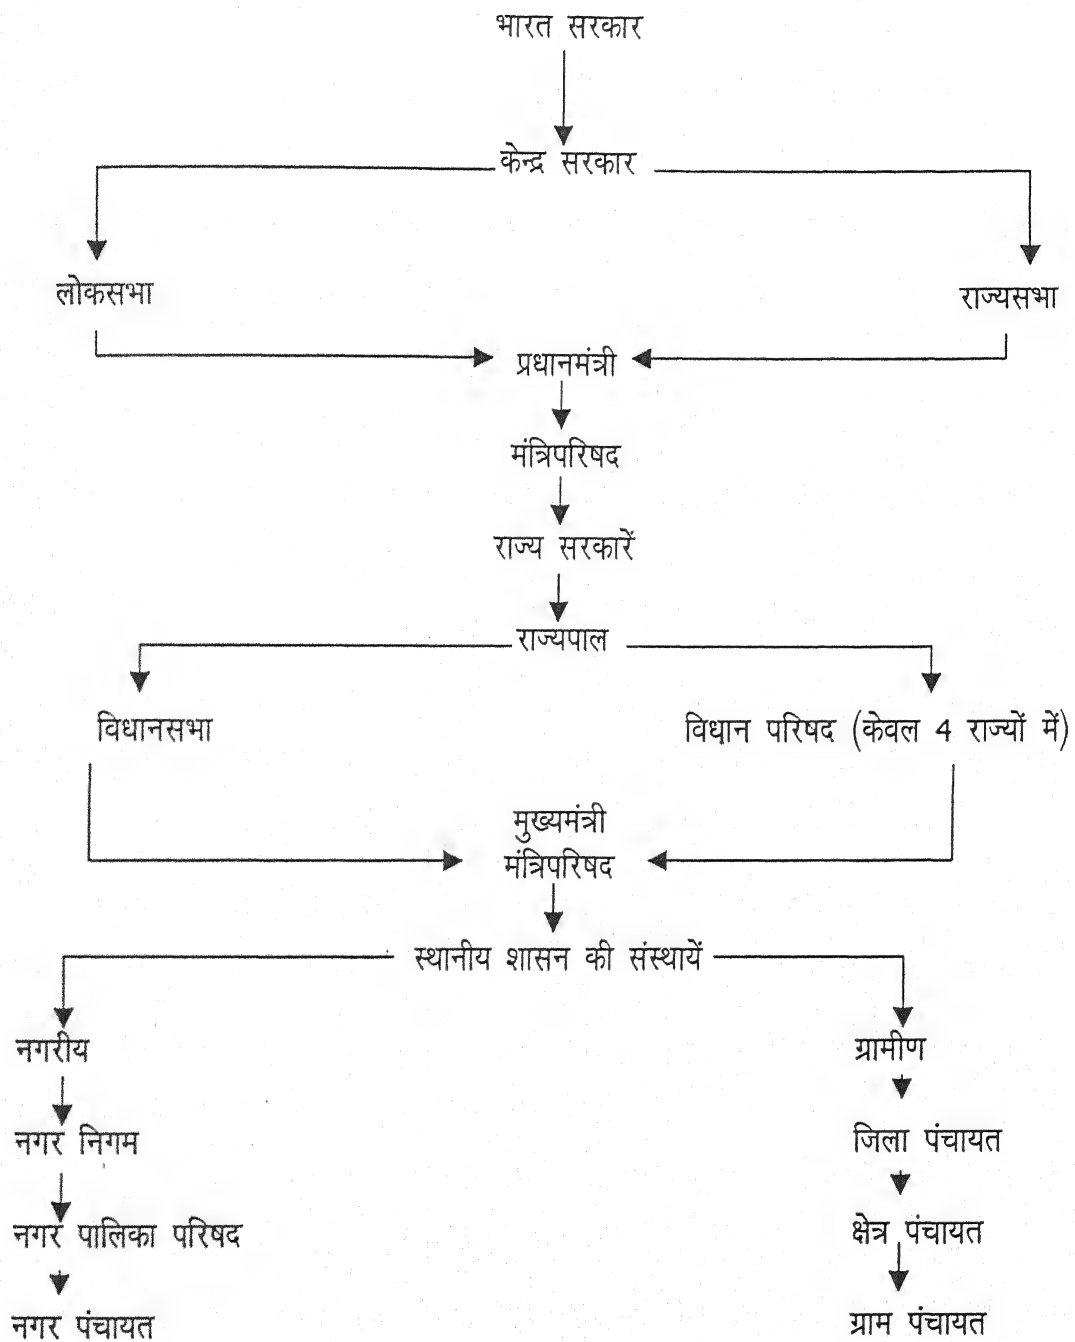 भारत सरकार
केन्द्र सरकार
लोकसभा
राज्यसभा
प्रधानमंत्री
मंत्रिपरिषद
राज्य सरकारें
राज्यपाल
विधानसभा
विधान परिषद (केवल 4 राज्यों में)
मुख्यमंत्री
मंत्रिपरिषद
स्थानीय शासन की संस्थायें
नगरीय
ग्रामीण
नगर निगम
जिला पंचायत
नगर पालिका परिषद
क्षेत्र पंचायत
नगर पंचायत
ग्राम पंचायत